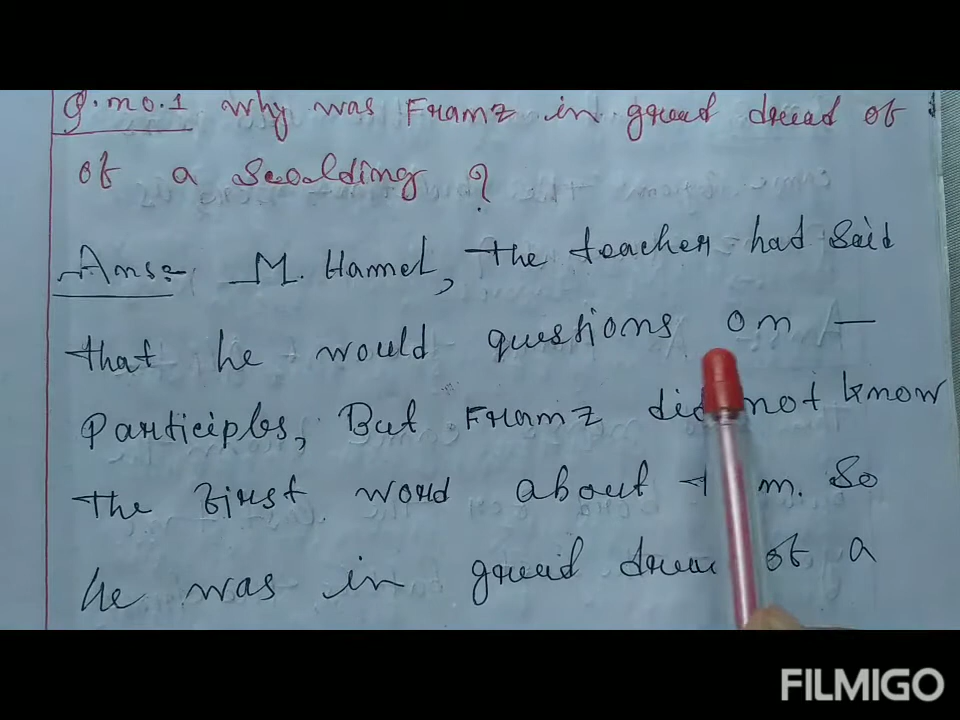 Q.no.1 Why was Franz in great dread of
of a Scolding ?
Ans:- M. Hamel, the teacher had said
that he would questions on —
Participles, But Franz did not know
the first word about So
he was in great of a
FILMIGO